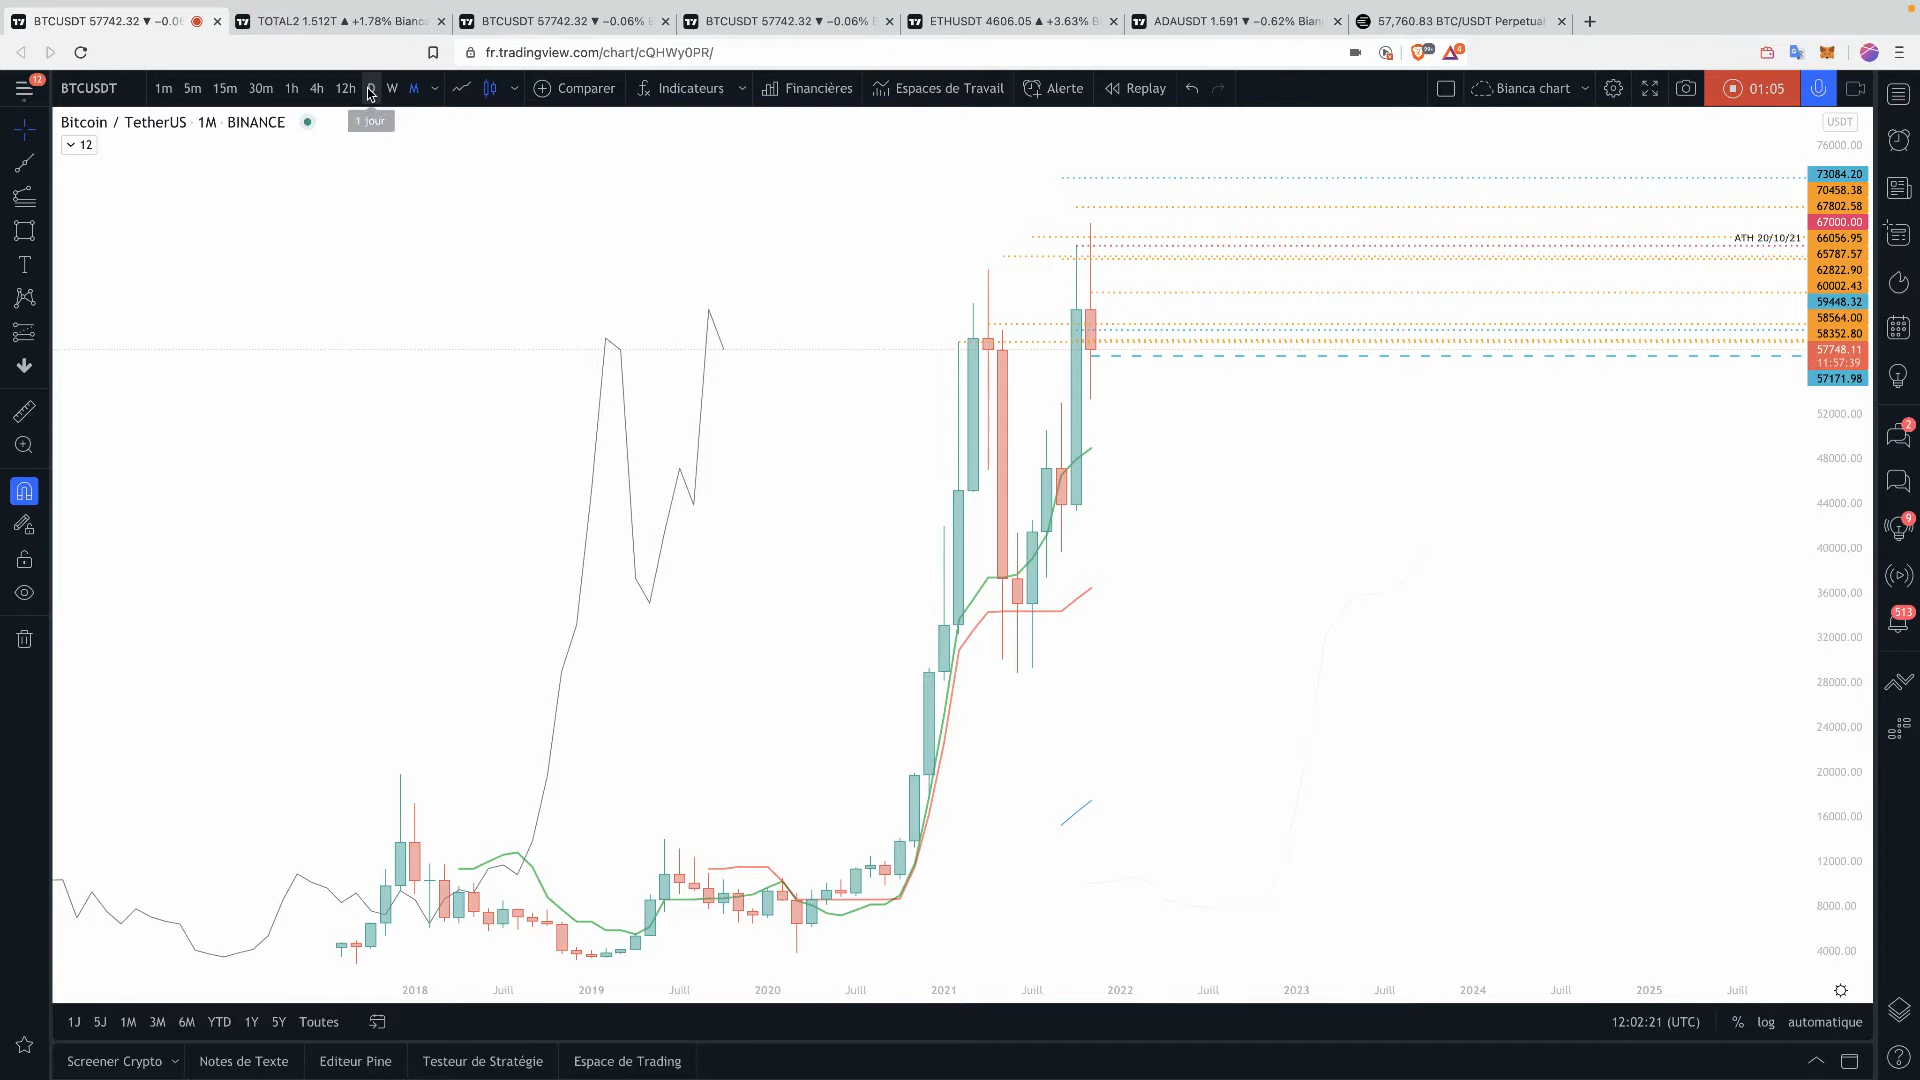 BTCUSDT 57742.32 ▼ −0.06
TOTAL2 1.512T ▲ +1.78% Bianca
BTCUSDT 57742.32 ▼ −0.06% B
BTCUSDT 57742.32 ▼ −0.06% B
ETHUSDT 4606.05 ▲ +3.63% Bi
ADAUSDT 1.591 ▼ −0.62% Bian
57,760.83 BTC/USDT Perpetual
fr.tradingview.com/chart/cQHWy0PR/
99+
4
12
BTCUSDT
1m 5m 15m 30m 1h 4h 12h D W M
Comparer
Indicateurs
Financières
Espaces de Travail
Alerte
Replay
Bianca chart
01:05
1 jour
Bitcoin / TetherUS · 1M · BINANCE
12
USDT
76000.00
73084.20
70458.38
67802.58
67000.00
ATH 20/10/21
66056.95
65787.57
62822.90
60002.43
59448.32
58564.00
58352.80
57748.11
11:57:39
57171.98
52000.00
48000.00
44000.00
40000.00
36000.00
32000.00
28000.00
24000.00
20000.00
16000.00
12000.00
8000.00
4000.00
2
9
513
2018 Juill 2019 Juill 2020 Juill 2021 Juill 2022 Juill 2023 Juill 2024 Juill 2025 Juill
1J 5J 1M 3M 6M YTD 1Y 5Y Toutes
12:02:21 (UTC) % log automatique
Screener Crypto
Notes de Texte
Editeur Pine
Testeur de Stratégie
Espace de Trading